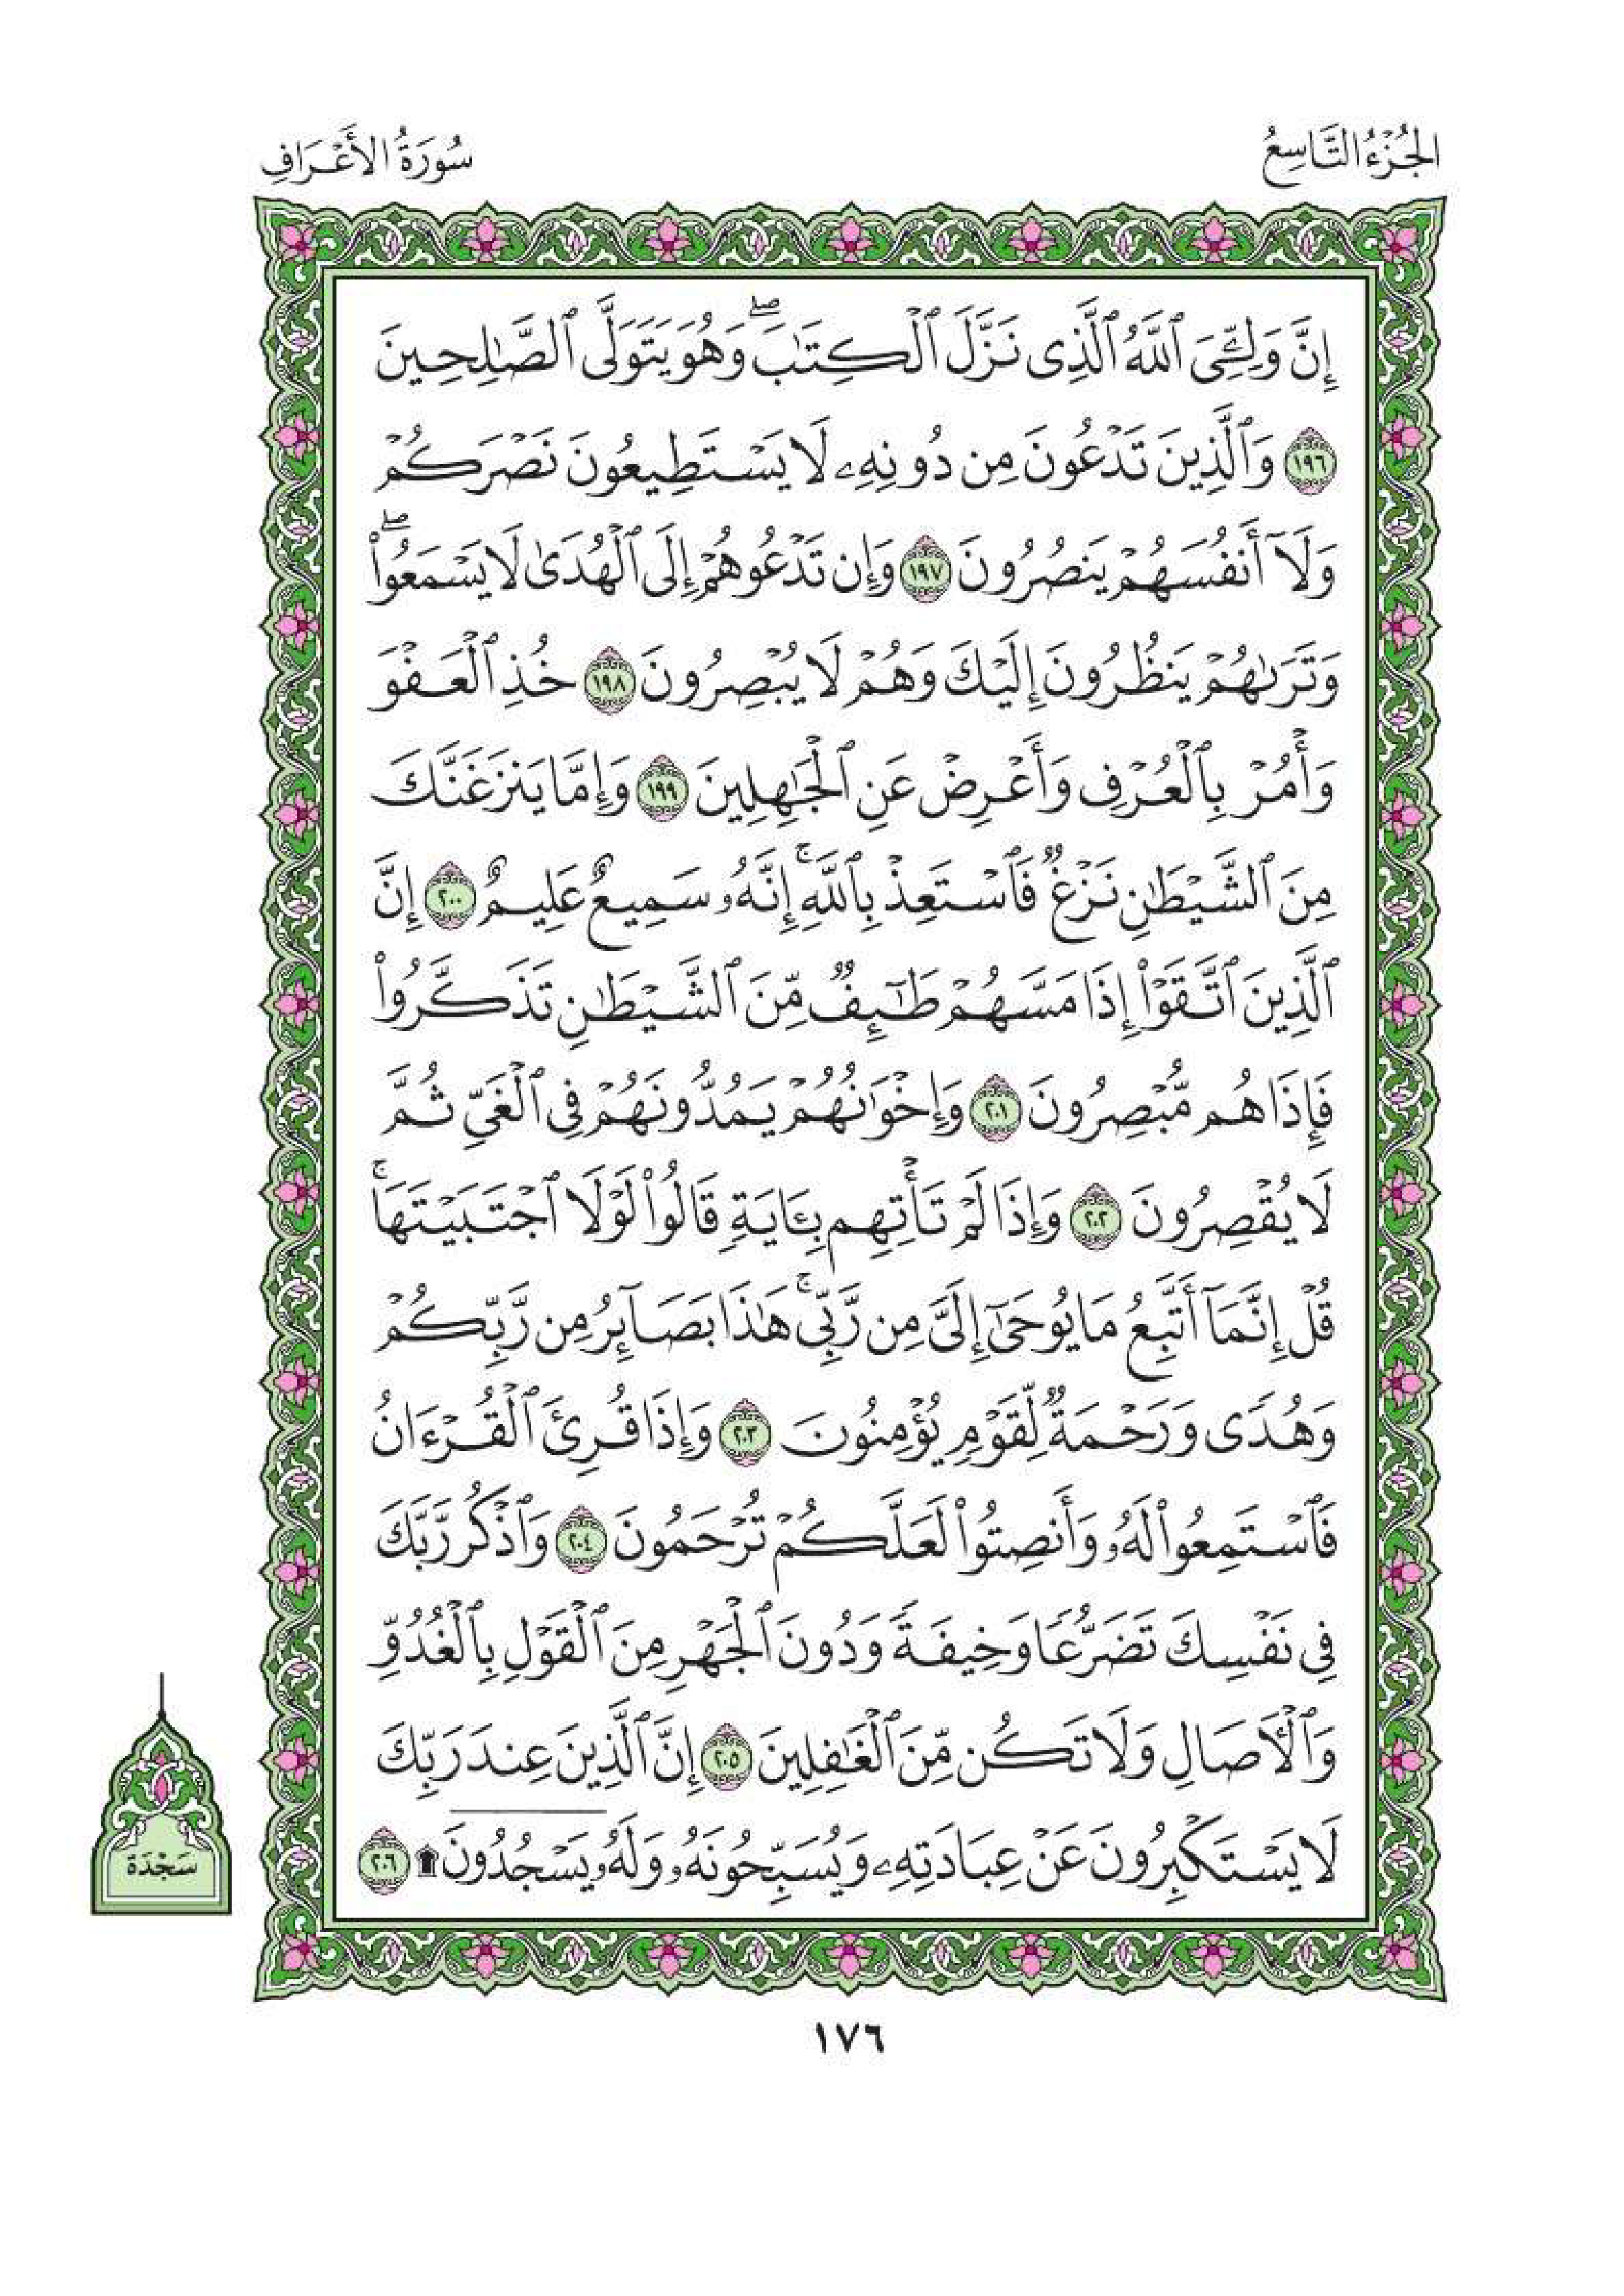 الجُزْءُ التَّاسِعُ
سُورَةُ الأَعْرَافِ
إِنَّ وَلِـِّۧيَ ٱللَّهُ ٱلَّذِي نَزَّلَ ٱلْكِتَٰبَۖ وَهُوَ يَتَوَلَّى ٱلصَّٰلِحِينَ
١٩٦ وَٱلَّذِينَ تَدْعُونَ مِن دُونِهِۦ لَا يَسْتَطِيعُونَ نَصْرَكُمْ
وَلَآ أَنفُسَهُمْ يَنصُرُونَ ١٩٧ وَإِن تَدْعُوهُمْ إِلَى ٱلْهُدَىٰ لَا يَسْمَعُوا۟ۖ
وَتَرَىٰهُمْ يَنظُرُونَ إِلَيْكَ وَهُمْ لَا يُبْصِرُونَ ١٩٨ خُذِ ٱلْعَفْوَ
وَأْمُرْ بِٱلْعُرْفِ وَأَعْرِضْ عَنِ ٱلْجَٰهِلِينَ ١٩٩ وَإِمَّا يَنزَغَنَّكَ
مِنَ ٱلشَّيْطَٰنِ نَزْغٌ فَٱسْتَعِذْ بِٱللَّهِۚ إِنَّهُۥ سَمِيعٌ عَلِيمٌ ٢٠٠ إِنَّ
ٱلَّذِينَ ٱتَّقَوْا۟ إِذَا مَسَّهُمْ طَٰٓئِفٌ مِّنَ ٱلشَّيْطَٰنِ تَذَكَّرُوا۟
فَإِذَا هُم مُّبْصِرُونَ ٢٠١ وَإِخْوَٰنُهُمْ يَمُدُّونَهُمْ فِي ٱلْغَيِّ ثُمَّ
لَا يُقْصِرُونَ ٢٠٢ وَإِذَا لَمْ تَأْتِهِم بِـَٔايَةٍ قَالُوا۟ لَوْلَا ٱجْتَبَيْتَهَاۚ
قُلْ إِنَّمَآ أَتَّبِعُ مَا يُوحَىٰٓ إِلَيَّ مِن رَّبِّيۚ هَٰذَا بَصَآئِرُ مِن رَّبِّكُمْ
وَهُدًى وَرَحْمَةٌ لِّقَوْمٍ يُؤْمِنُونَ ٢٠٣ وَإِذَا قُرِئَ ٱلْقُرْءَانُ
فَٱسْتَمِعُوا۟ لَهُۥ وَأَنصِتُوا۟ لَعَلَّكُمْ تُرْحَمُونَ ٢٠٤ وَٱذْكُر رَّبَّكَ
فِي نَفْسِكَ تَضَرُّعًا وَخِيفَةً وَدُونَ ٱلْجَهْرِ مِنَ ٱلْقَوْلِ بِٱلْغُدُوِّ
وَٱلْـَٔاصَالِ وَلَا تَكُن مِّنَ ٱلْغَٰفِلِينَ ٢٠٥ إِنَّ ٱلَّذِينَ عِندَ رَبِّكَ
لَا يَسْتَكْبِرُونَ عَنْ عِبَادَتِهِۦ وَيُسَبِّحُونَهُۥ وَلَهُۥ يَسْجُدُونَ ۩ ٢٠٦
سَجْدَة
١٧٦